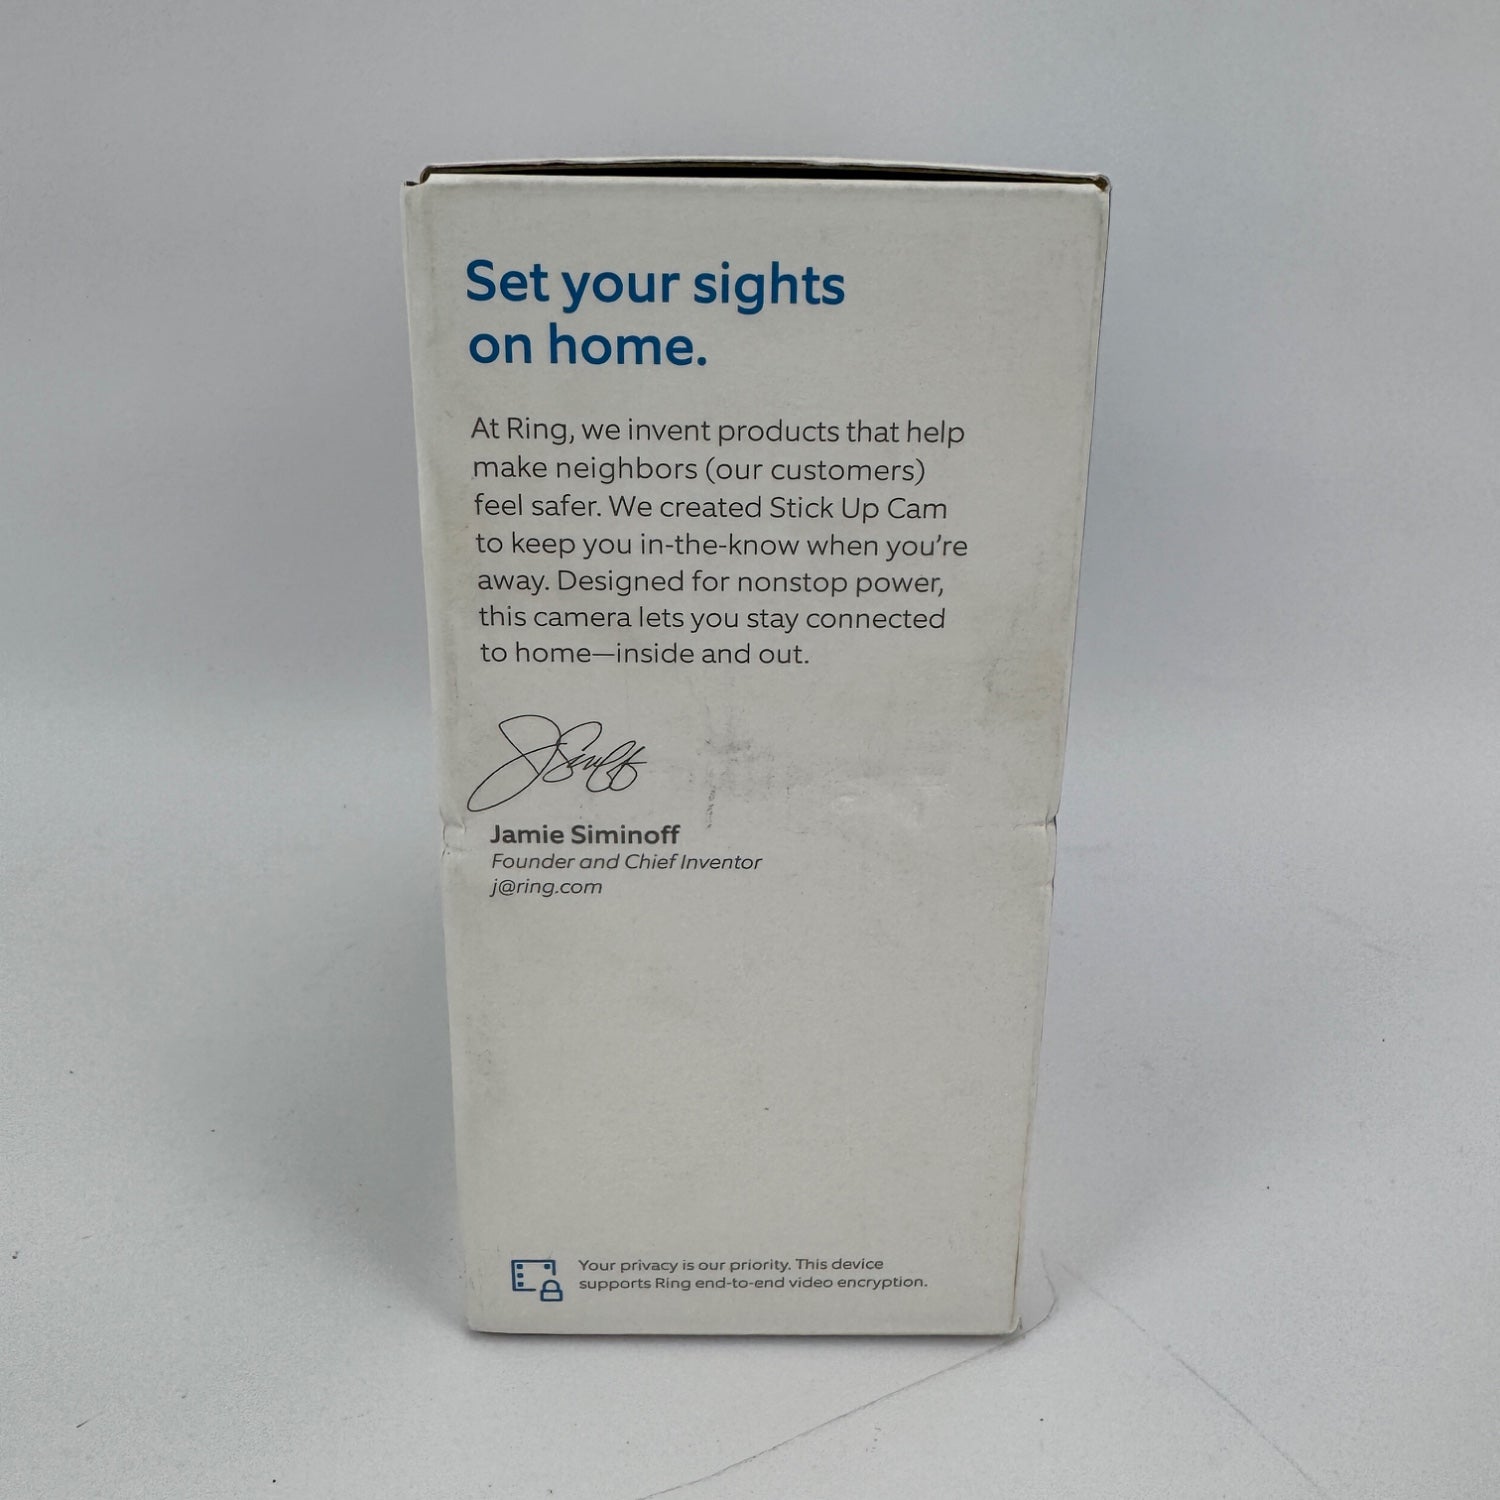 Set your sights
on home.
At Ring, we invent products that help
make neighbors (our customers)
feel safer. We created Stick Up Cam
to keep you in-the-know when you're
away. Designed for nonstop power,
this camera lets you stay connected
to home—inside and out.
Jamie Siminoff
Founder and Chief Inventor
j@ring.com
Your privacy is our priority. This device
supports Ring end-to-end video encryption.